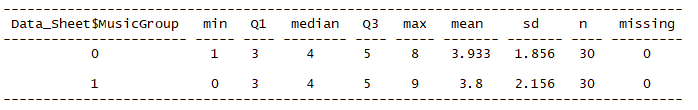 Data_Sheet$MusicGroup min Q1 median Q3 max mean sd n missing
0 1 3 4 5 8 3.933 1.856 30 0
1 0 3 4 5 9 3.8 2.156 30 0